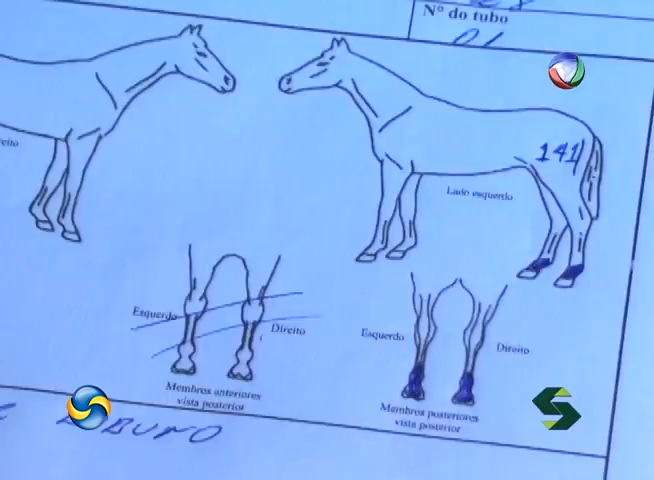 Nº do tubo
01
141
Lado esquerdo
Esquerdo
Direito
Membros anteriores
vista posterior
Esquerdo
Direito
Membros posteriores
vista posterior